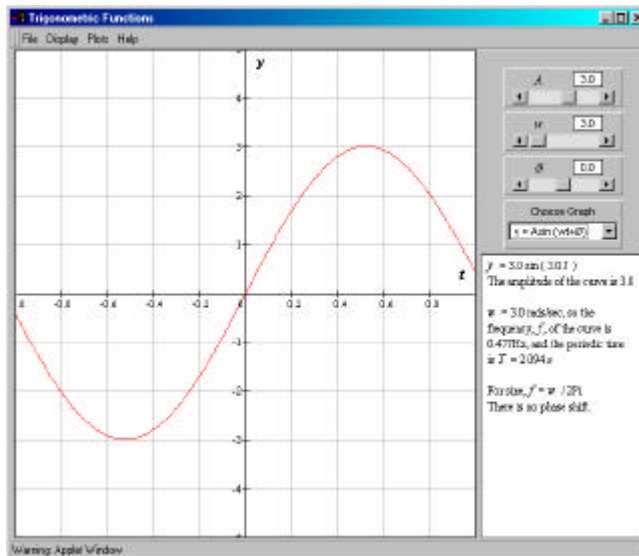 Trigonometric Functions
File Display Plots Help
y
4
3
2
1
t
-0.8 -0.6 -0.4 -0.2 0 0.2 0.4 0.6 0.8
-1
-2
-3
-4
A 3.0
w 3.0
Ø 0.0
Choose Graph
y = Asin(wt+Ø)
y = 3.0 sin ( 3.0 t )
The amplitude of the curve is 3.0
w = 3.0 rads/sec, so the
frequency, f, of the curve is
0.477Hz, and the periodic time
is T = 2.094 s
For sine, f = w / 2Pi
There is no phase shift.
Warning: Applet Window